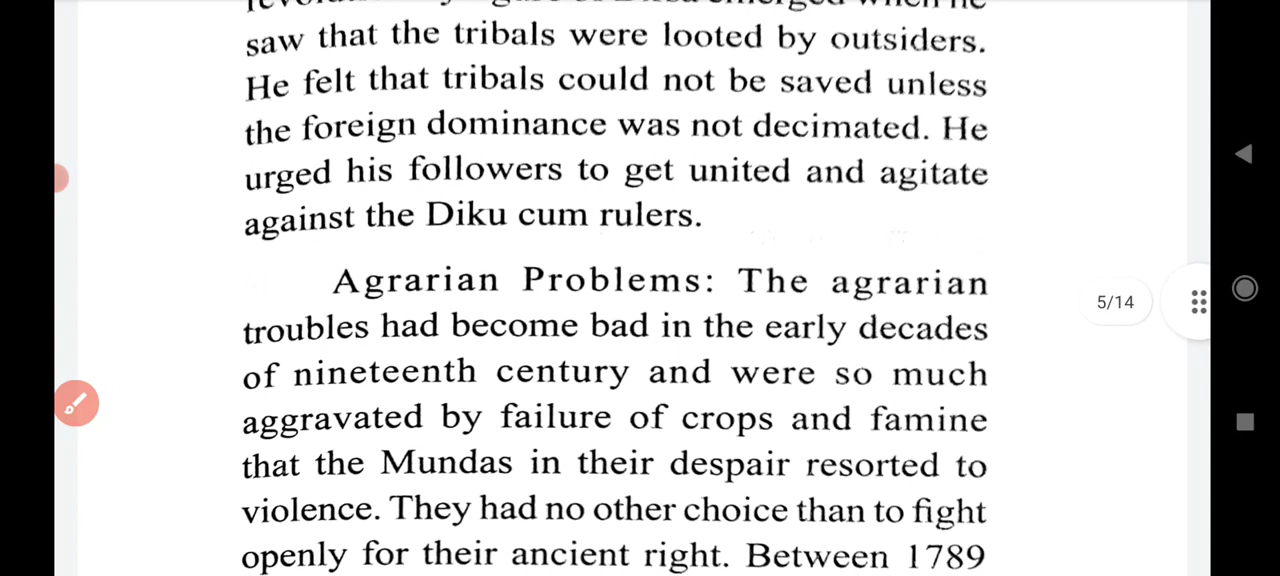 saw that the tribals were looted by outsiders.
He felt that tribals could not be saved unless
the foreign dominance was not decimated. He
urged his followers to get united and agitate
against the Diku cum rulers.
Agrarian Problems: The agrarian
troubles had become bad in the early decades
of nineteenth century and were so much
aggravated by failure of crops and famine
that the Mundas in their despair resorted to
violence. They had no other choice than to fight
openly for their ancient right. Between 1789
5/14